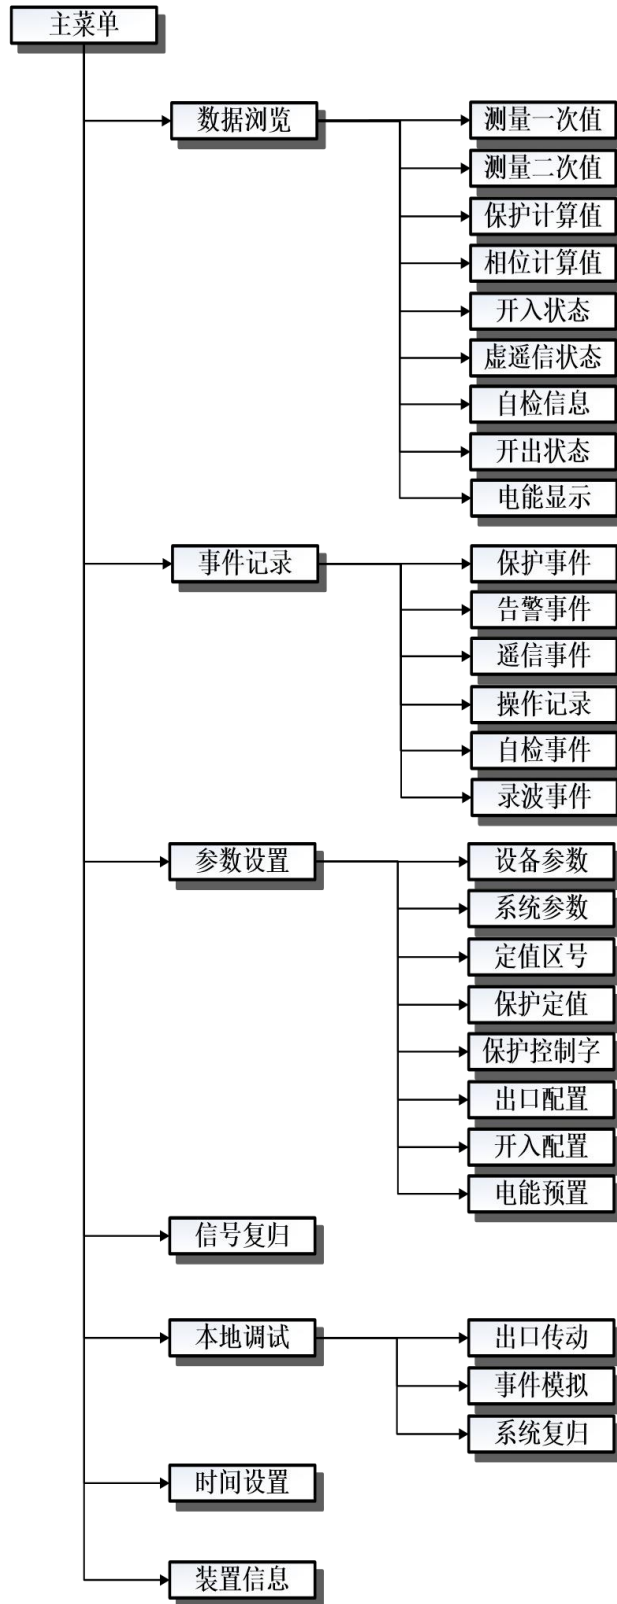 主菜单
数据浏览
测量一次值
测量二次值
保护计算值
相位计算值
开入状态
虚遥信状态
自检信息
开出状态
电能显示
事件记录
保护事件
告警事件
遥信事件
操作记录
自检事件
录波事件
参数设置
设备参数
系统参数
定值区号
保护定值
保护控制字
出口配置
开入配置
电能预置
信号复归
本地调试
出口传动
事件模拟
系统复归
时间设置
装置信息